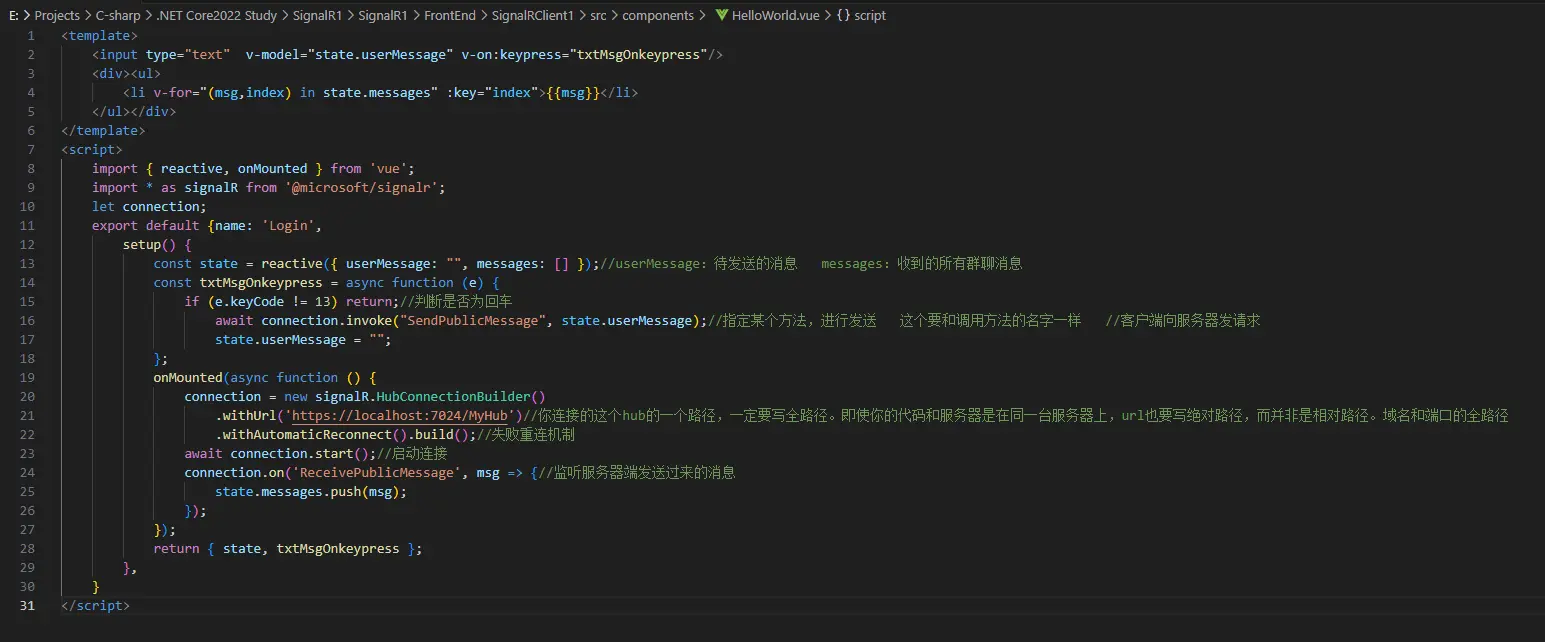 E: > Projects > C-sharp > .NET Core2022 Study > SignalR1 > SignalR1 > FrontEnd > SignalRClient1 > src > components > HelloWorld.vue > {} script
1 <template>
2     <input type="text"  v-model="state.userMessage" v-on:keypress="txtMsgOnkeypress"/>
3     <div><ul>
4         <li v-for="(msg,index) in state.messages" :key="index">{{msg}}</li>
5     </ul></div>
6 </template>
7 <script>
8     import { reactive, onMounted } from 'vue';
9     import * as signalR from '@microsoft/signalr';
10     let connection;
11     export default {name: 'Login',
12         setup() {
13             const state = reactive({ userMessage: "", messages: [] });//userMessage：待发送的消息   messages：收到的所有群聊消息
14             const txtMsgOnkeypress = async function (e) {
15                 if (e.keyCode != 13) return;//判断是否为回车
16                     await connection.invoke("SendPublicMessage", state.userMessage);//指定某个方法，进行发送   这个要和调用方法的名字一样   //客户端向服务器发请求
17                     state.userMessage = "";
18             };
19             onMounted(async function () {
20                 connection = new signalR.HubConnectionBuilder()
21                     .withUrl('https://localhost:7024/MyHub')//你连接的这个hub的一个路径，一定要写全路径。即使你的代码和服务器是在同一台服务器上，url也要写绝对路径，而并非是相对路径。域名和端口的全路径
22                     .withAutomaticReconnect().build();//失败重连机制
23                 await connection.start();//启动连接
24                 connection.on('ReceivePublicMessage', msg => {//监听服务器端发送过来的消息
25                     state.messages.push(msg);
26                 });
27             });
28             return { state, txtMsgOnkeypress };
29         },
30     }
31 </script>